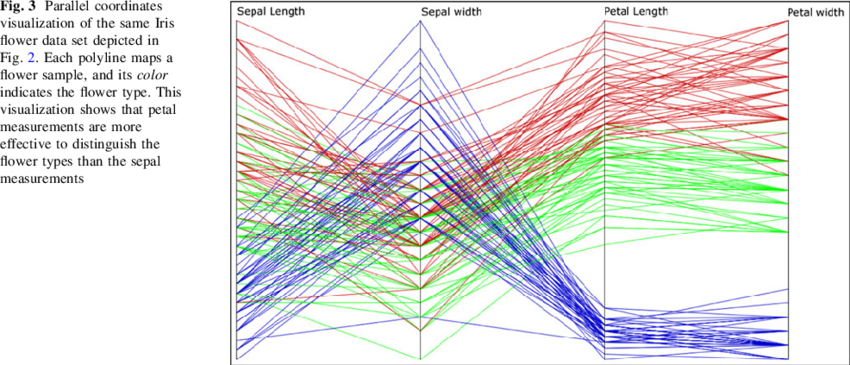 Fig. 3 Parallel coordinates
visualization of the same Iris
flower data set depicted in
Fig. 2. Each polyline maps a
flower sample, and its color
indicates the flower type. This
visualization shows that petal
measurements are more
effective to distinguish the
flower types than the sepal
measurements
Sepal Length
Sepal width
Petal Length
Petal width